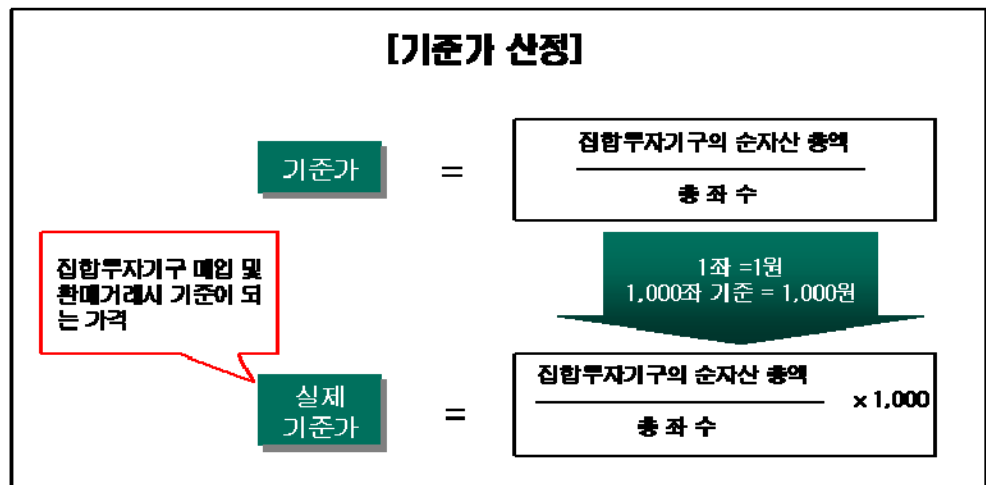 [기준가 산정]
기준가
=
집합투자기구의 순자산 총액
총 좌 수
집합투자기구 매입 및
환매거래시 기준이 되
는 가격
1좌 =1원
1,000좌 기준 = 1,000원
실제
기준가
=
집합투자기구의 순자산 총액
총 좌 수
x 1,000